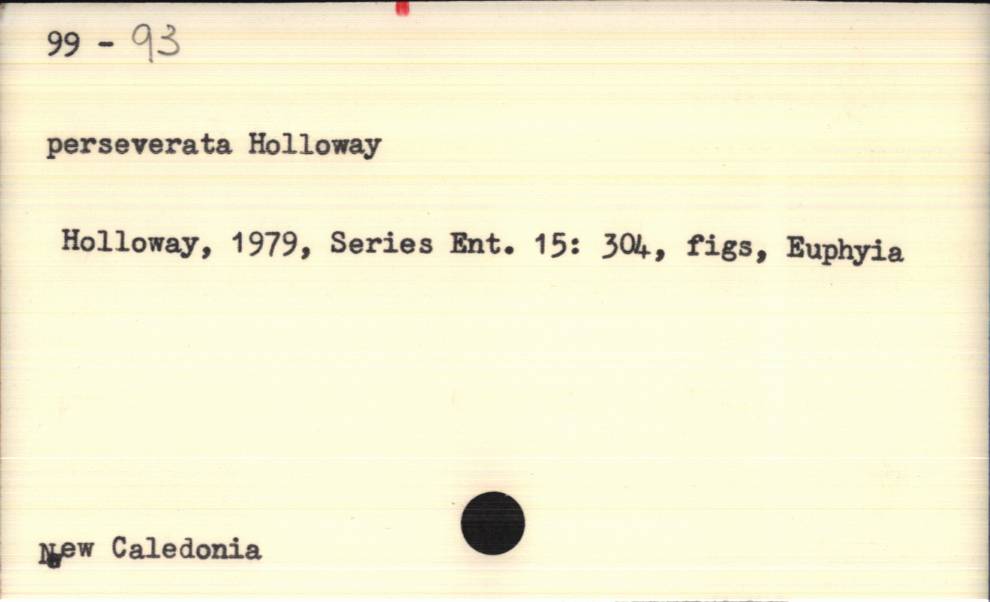 99 - 93
perseverata Holloway
Holloway, 1979, Series Ent. 15: 304, figs, Euphyia
New Caledonia